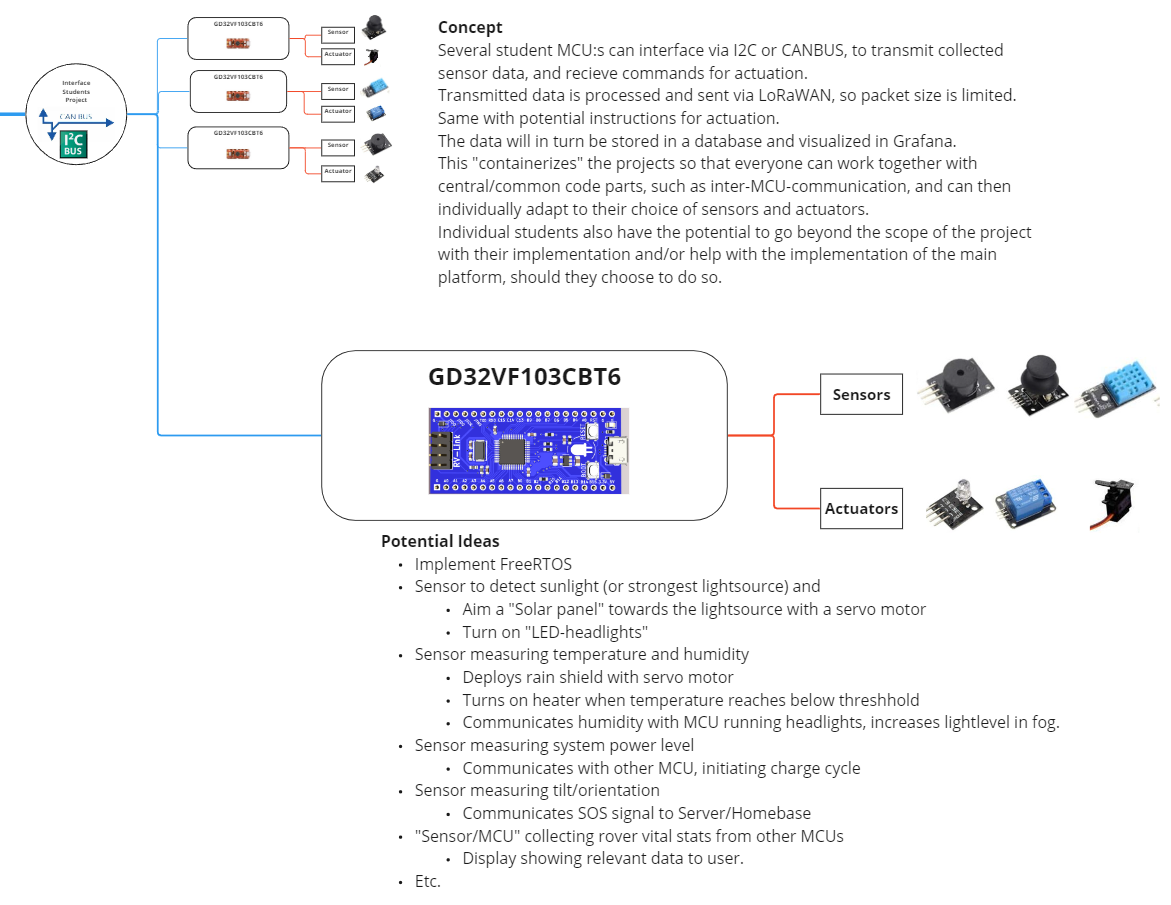 GD32VF103CBT6
Sensor
Actuator
Interface
Students
Project
CAN BUS
I²C
BUS
GD32VF103CBT6
Sensor
Actuator
GD32VF103CBT6
Sensor
Actuator
Concept
Several student MCU:s can interface via I2C or CANBUS, to transmit collected
sensor data, and recieve commands for actuation.
Transmitted data is processed and sent via LoRaWAN, so packet size is limited.
Same with potential instructions for actuation.
The data will in turn be stored in a database and visualized in Grafana.
This "containerizes" the projects so that everyone can work together with
central/common code parts, such as inter-MCU-communication, and can then
individually adapt to their choice of sensors and actuators.
Individual students also have the potential to go beyond the scope of the project
with their implementation and/or help with the implementation of the main
platform, should they choose to do so.
GD32VF103CBT6
RV-Link
RESET
BOOT
Sensors
Actuators
Potential Ideas
• Implement FreeRTOS
• Sensor to detect sunlight (or strongest lightsource) and
• Aim a "Solar panel" towards the lightsource with a servo motor
• Turn on "LED-headlights"
• Sensor measuring temperature and humidity
• Deploys rain shield with servo motor
• Turns on heater when temperature reaches below threshhold
• Communicates humidity with MCU running headlights, increases lightlevel in fog.
• Sensor measuring system power level
• Communicates with other MCU, initiating charge cycle
• Sensor measuring tilt/orientation
• Communicates SOS signal to Server/Homebase
• "Sensor/MCU" collecting rover vital stats from other MCUs
• Display showing relevant data to user.
• Etc.